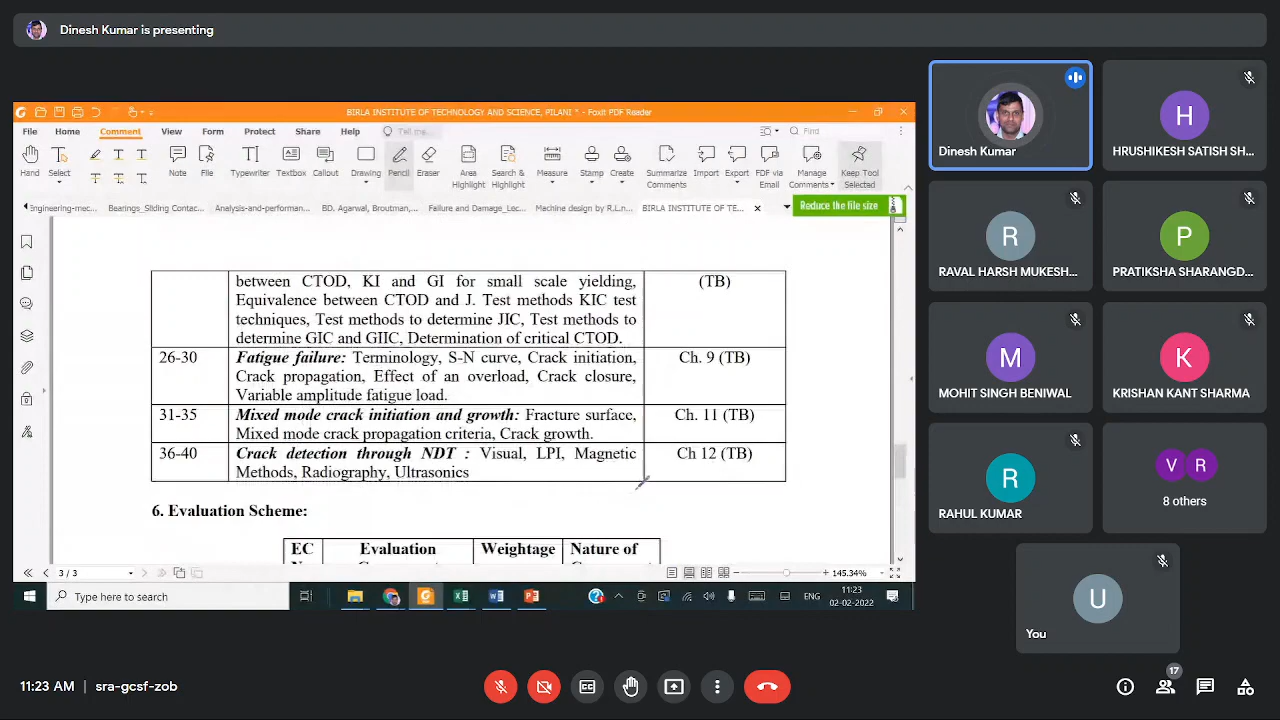 Dinesh Kumar is presenting
BIRLA INSTITUTE OF TECHNOLOGY AND SCIENCE, PILANI * - Foxit PDF Reader
File Home Comment View Form Protect Share Help Tell me... Find
Hand Select Note File Typewriter Textbox Callout Drawing Pencil Eraser Area Highlight Search & Highlight Measure Stamp Create Summarize Comments Import Export FDF via Email Manage Comments Keep Tool Selected
Engineering-mec... Bearings_Sliding Contac... Analysis-and-performan... BD. Agarwal, Broutman,... Failure and Damage_Lec... Machine design by R.L.n... BIRLA INSTITUTE OF TE... Reduce the file size
between CTOD, KI and GI for small scale yielding, (TB)
Equivalence between CTOD and J. Test methods KIC test
techniques, Test methods to determine JIC, Test methods to
determine GIC and GIIC, Determination of critical CTOD.
26-30 Fatigue failure: Terminology, S-N curve, Crack initiation, Ch. 9 (TB)
Crack propagation, Effect of an overload, Crack closure,
Variable amplitude fatigue load.
31-35 Mixed mode crack initiation and growth: Fracture surface, Ch. 11 (TB)
Mixed mode crack propagation criteria, Crack growth.
36-40 Crack detection through NDT : Visual, LPI, Magnetic Ch 12 (TB)
Methods, Radiography, Ultrasonics
6. Evaluation Scheme:
EC Evaluation Weightage Nature of
3 / 3 145.34%
Type here to search
ENG
11:23
02-02-2022
Dinesh Kumar
H
HRUSHIKESH SATISH SH...
R
RAVAL HARSH MUKESH...
P
PRATIKSHA SHARANGD...
M
MOHIT SINGH BENIWAL
K
KRISHAN KANT SHARMA
R
RAHUL KUMAR
V R
8 others
U
You
11:23 AM sra-gcsf-zob
17